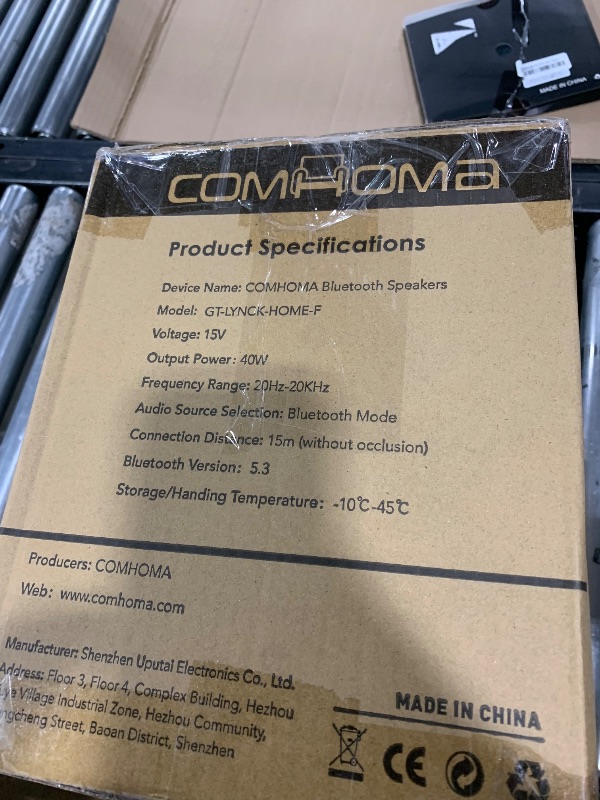 MADE IN CHINA
COMHOMA
Product Specifications
Device Name: COMHOMA Bluetooth Speakers
Model: GT-LYNCK-HOME-F
Voltage: 15V
Output Power: 40W
Frequency Range: 20Hz-20KHz
Audio Source Selection: Bluetooth Mode
Connection Distance: 15m (without occlusion)
Bluetooth Version: 5.3
Storage/Handing Temperature: -10℃-45℃
Producers: COMHOMA
Web: www.comhoma.com
Manufacturer: Shenzhen Uputai Electronics Co., Ltd.
Address: Floor 3, Floor 4, Complex Building, Hezhou
Village Industrial Zone, Hezhou Community,
Street, Baoan District, Shenzhen
MADE IN CHINA
CE